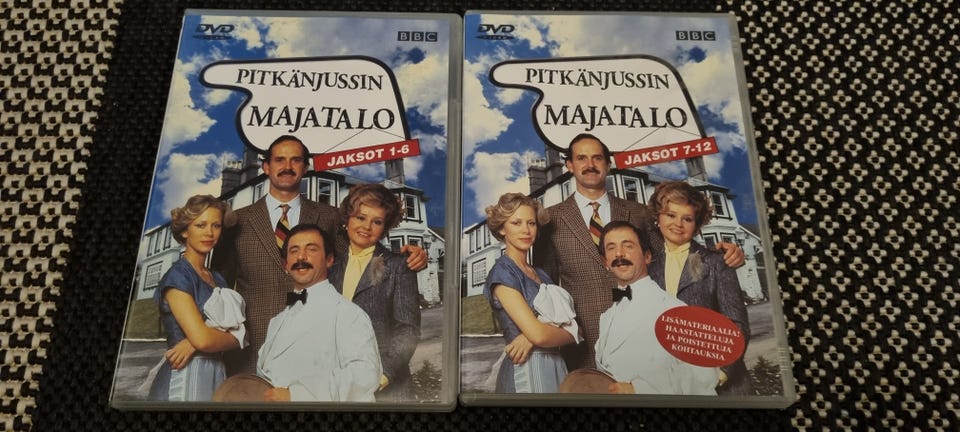 DVD
BBC
PITKÄNJUSSIN
MAJATALO
JAKSOT 1-6
DVD
BBC
PITKÄNJUSSIN
MAJATALO
JAKSOT 7-12
LISÄMATERIAALIA!
HAASTATTELUJA
JA POISTETTUJA
KOHTAUKSIA